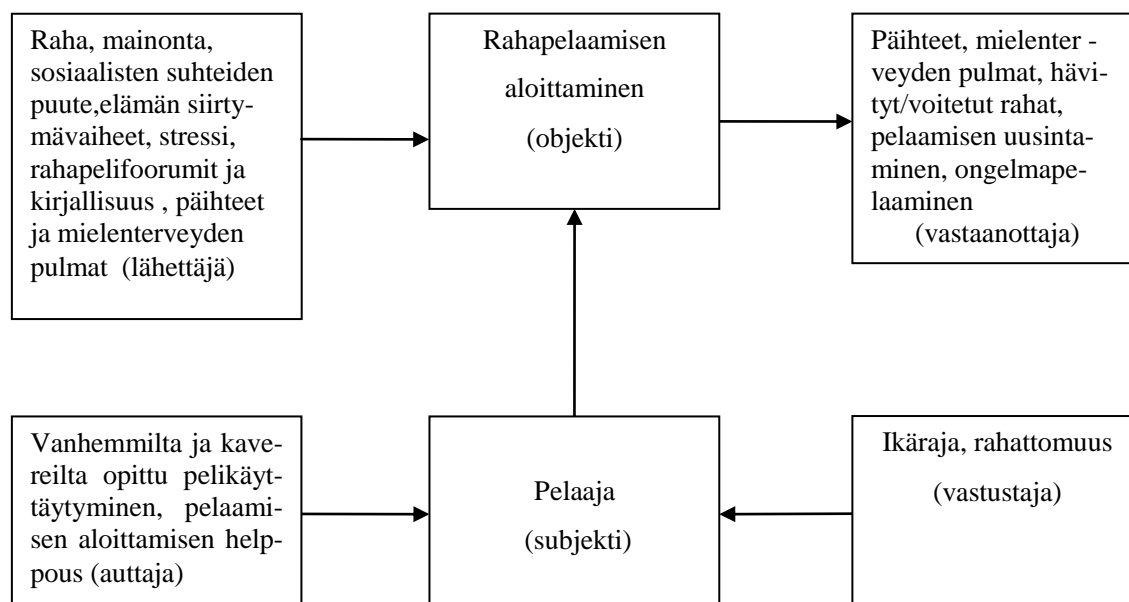 Raha, mainonta,
sosiaalisten suhteiden
puute,elämän siirty-
mävaiheet, stressi,
rahapelifoorumit ja
kirjallisuus , päihteet
ja mielenterveyden
pulmat (lähettäjä)
Rahapelaamisen
aloittaminen
(objekti)
Päihteet, mielenter -
veyden pulmat, hävi-
tyt/voitetut rahat,
pelaamisen uusinta-
minen, ongelmape-
laaminen
(vastaanottaja)
Vanhemmilta ja kave-
reilta opittu pelikäyt-
täytyminen, pelaami-
sen aloittamisen help-
pous (auttaja)
Pelaaja
(subjekti)
Ikäraja, rahattomuus
(vastustaja)